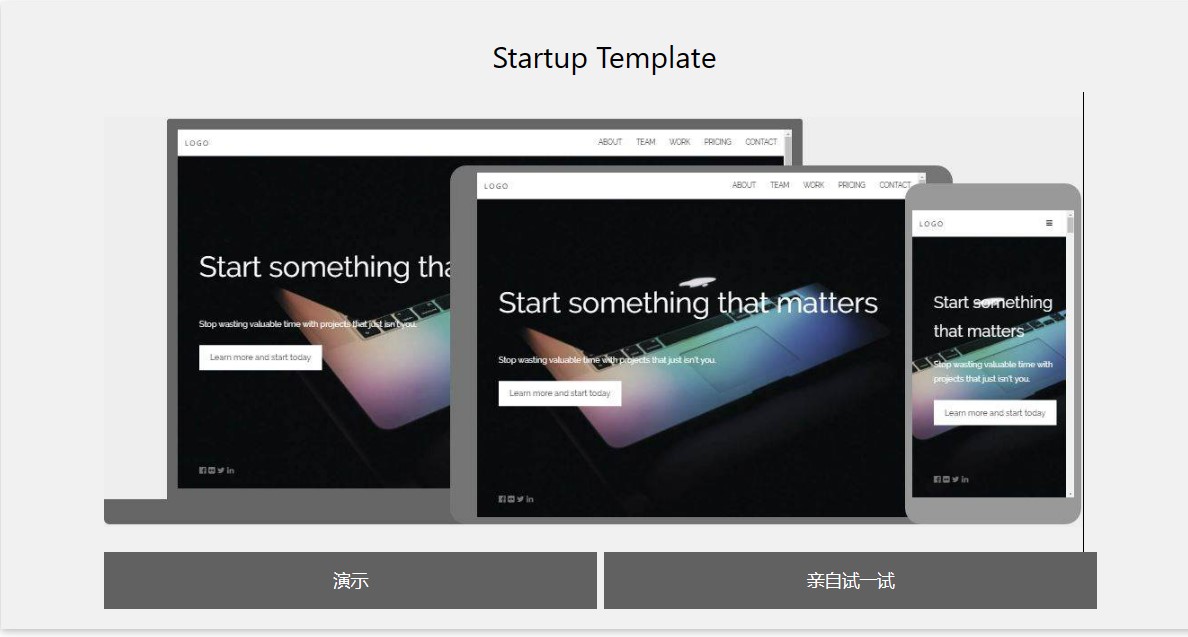 Startup Template
LOGO
ABOUT TEAM WORK PRICING CONTACT
Start something tha
Stop wasting valuable time with projects that just isn't you.
Learn more and start today
LOGO
ABOUT TEAM WORK PRICING CONTACT
Start something that matters
Stop wasting valuable time with projects that just isn't you.
Learn more and start today
LOGO
Start something
that matters
Stop wasting valuable time with
projects that just isn't you.
Learn more and start today
演示
亲自试一试